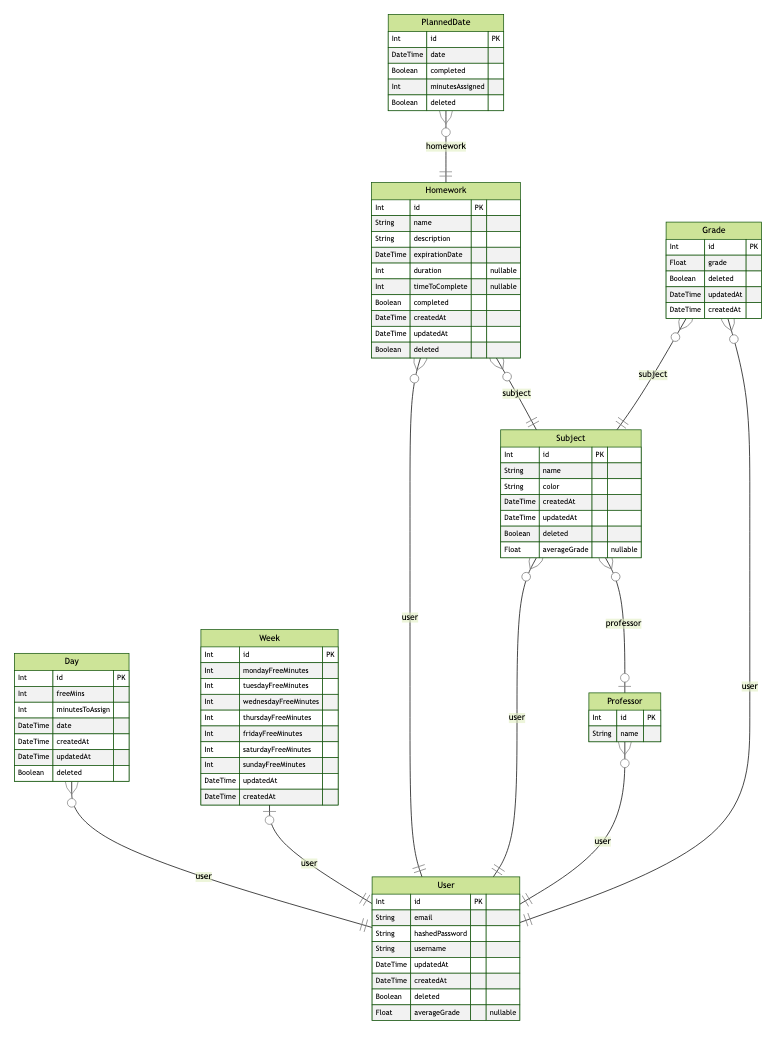 PlannedDate
Int id PK
DateTime date
Boolean completed
Int minutesAssigned
Boolean deleted
homework
Homework
Int id PK
String name
String description
DateTime expirationDate
Int duration nullable
Int timeToComplete nullable
Boolean completed
DateTime createdAt
DateTime updatedAt
Boolean deleted
Grade
Int id PK
Float grade
Boolean deleted
DateTime updatedAt
DateTime createdAt
subject
subject
Subject
Int id PK
String name
String color
DateTime createdAt
DateTime updatedAt
Boolean deleted
Float averageGrade nullable
user
professor
Day
Int id PK
Int freeMins
Int minutesToAssign
DateTime date
DateTime createdAt
DateTime updatedAt
Boolean deleted
Week
Int id PK
Int mondayFreeMinutes
Int tuesdayFreeMinutes
Int wednesdayFreeMinutes
Int thursdayFreeMinutes
Int fridayFreeMinutes
Int saturdayFreeMinutes
Int sundayFreeMinutes
DateTime updatedAt
DateTime createdAt
user
user
Professor
Int id PK
String name
user
user
user
User
Int id PK
String email
String hashedPassword
String username
DateTime updatedAt
DateTime createdAt
Boolean deleted
Float averageGrade nullable